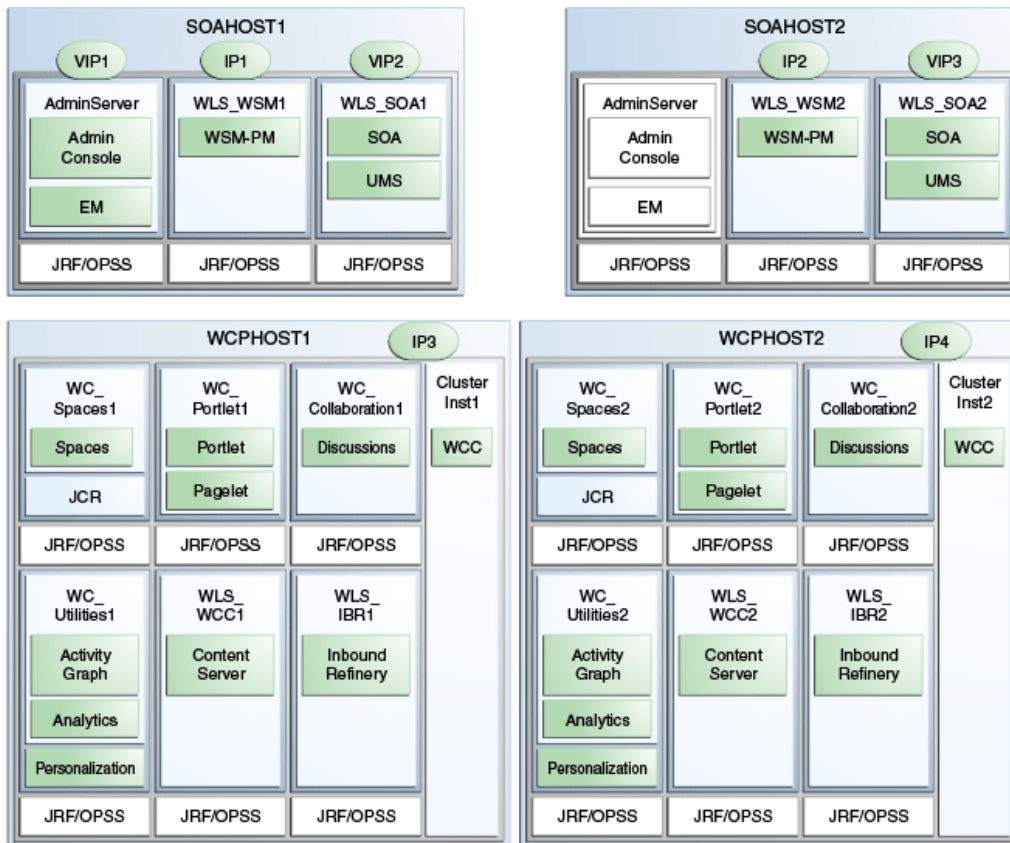 SOAHOST1
VIP1
IP1
VIP2
AdminServer
Admin
Console
EM
WLS_WSM1
WSM-PM
WLS_SOA1
SOA
UMS
JRF/OPSS
JRF/OPSS
JRF/OPSS
SOAHOST2
IP2
VIP3
AdminServer
Admin
Console
EM
WLS_WSM2
WSM-PM
WLS_SOA2
SOA
UMS
JRF/OPSS
JRF/OPSS
JRF/OPSS
WCPHOST1
IP3
WC_
Spaces1
Spaces
JCR
WC_
Portlet1
Portlet
Pagelet
WC_
Collaboration1
Discussions
Cluster
Inst1
WCC
JRF/OPSS
JRF/OPSS
JRF/OPSS
WC_
Utilities1
Activity
Graph
Analytics
Personalization
WLS_
WCC1
Content
Server
WLS_
IBR1
Inbound
Refinery
JRF/OPSS
JRF/OPSS
JRF/OPSS
WCPHOST2
IP4
WC_
Spaces2
Spaces
JCR
WC_
Portlet2
Portlet
Pagelet
WC_
Collaboration2
Discussions
Cluster
Inst2
WCC
JRF/OPSS
JRF/OPSS
JRF/OPSS
WC_
Utilities2
Activity
Graph
Analytics
Personalization
WLS_
WCC2
Content
Server
WLS_
IBR2
Inbound
Refinery
JRF/OPSS
JRF/OPSS
JRF/OPSS